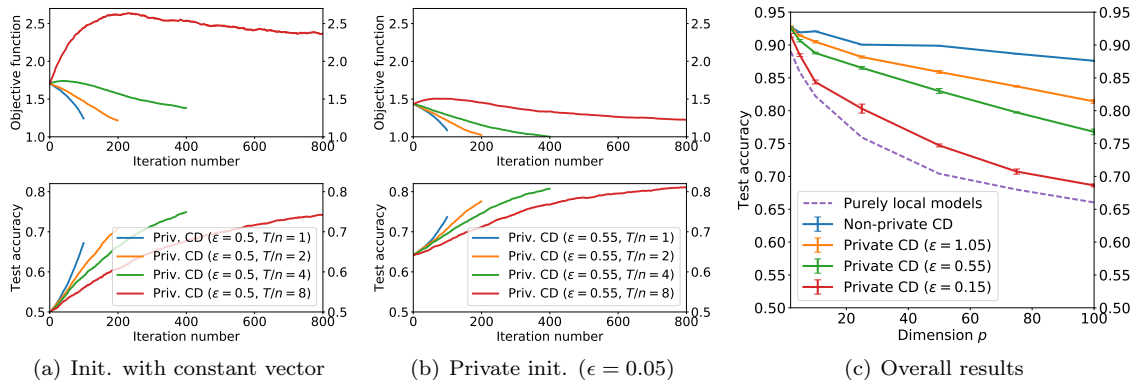 Objective function
2.5
2.0
1.5
1.0
2.5
2.0
1.5
1.0
0 200 400 600 800
Iteration number
Test accuracy
0.8
0.7
0.6
0.5
0.8
0.7
0.6
0.5
Priv. CD (ε = 0.5, T/n = 1)
Priv. CD (ε = 0.5, T/n = 2)
Priv. CD (ε = 0.5, T/n = 4)
Priv. CD (ε = 0.5, T/n = 8)
0 200 400 600 800
Iteration number
(a) Init. with constant vector
Objective function
2.5
2.0
1.5
1.0
2.5
2.0
1.5
1.0
0 200 400 600 800
Iteration number
Test accuracy
0.8
0.7
0.6
0.5
0.8
0.7
0.6
0.5
Priv. CD (ε = 0.55, T/n = 1)
Priv. CD (ε = 0.55, T/n = 2)
Priv. CD (ε = 0.55, T/n = 4)
Priv. CD (ε = 0.55, T/n = 8)
0 200 400 600 800
Iteration number
(b) Private init. (ϵ = 0.05)
Test accuracy
0.95
0.90
0.85
0.80
0.75
0.70
0.65
0.60
0.55
0.50
0.95
0.90
0.85
0.80
0.75
0.70
0.65
0.60
0.55
0.50
Purely local models
Non-private CD
Private CD (ε = 1.05)
Private CD (ε = 0.55)
Private CD (ε = 0.15)
20 40 60 80 100
Dimension p
(c) Overall results